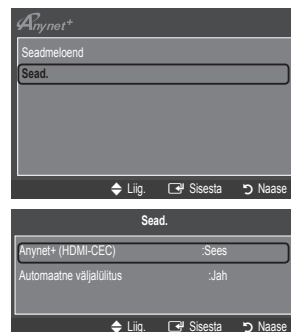 Anynet+
Seadmeloend
Sead.
Liig. Sisesta Naase
Sead.
Anynet+ (HDMI-CEC) :Sees
Automaatne väljalülitus :Jah
Liig. Sisesta Naase